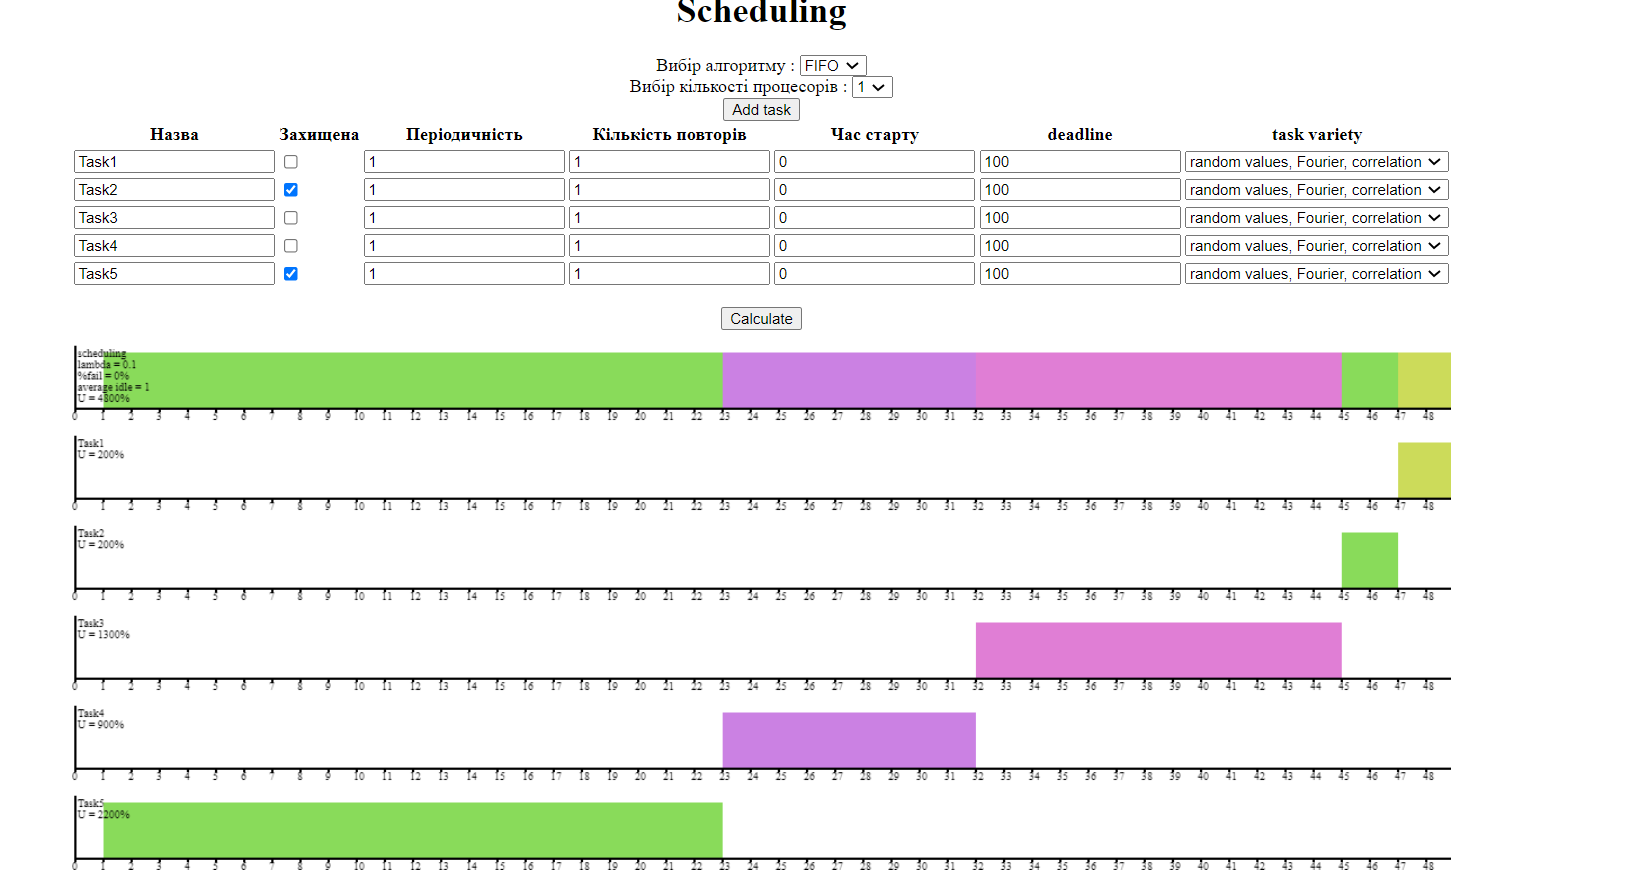 Scheduling
Вибір алгоритму : FIFO
Вибір кількості процесорів : 1
Add task
Назва Захищена Періодичність Кількість повторів Час старту deadline task variety
Task1 1 1 0 100 random values, Fourier, correlation
Task2 1 1 0 100 random values, Fourier, correlation
Task3 1 1 0 100 random values, Fourier, correlation
Task4 1 1 0 100 random values, Fourier, correlation
Task5 1 1 0 100 random values, Fourier, correlation
Calculate
scheduling
lambda = 0.1
%fail = 0%
average idle = 1
U = 4800%
0 1 2 3 4 5 6 7 8 9 10 11 12 13 14 15 16 17 18 19 20 21 22 23 24 25 26 27 28 29 30 31 32 33 34 35 36 37 38 39 40 41 42 43 44 45 46 47 48
Task1
U = 200%
0 1 2 3 4 5 6 7 8 9 10 11 12 13 14 15 16 17 18 19 20 21 22 23 24 25 26 27 28 29 30 31 32 33 34 35 36 37 38 39 40 41 42 43 44 45 46 47 48
Task2
U = 200%
0 1 2 3 4 5 6 7 8 9 10 11 12 13 14 15 16 17 18 19 20 21 22 23 24 25 26 27 28 29 30 31 32 33 34 35 36 37 38 39 40 41 42 43 44 45 46 47 48
Task3
U = 1300%
0 1 2 3 4 5 6 7 8 9 10 11 12 13 14 15 16 17 18 19 20 21 22 23 24 25 26 27 28 29 30 31 32 33 34 35 36 37 38 39 40 41 42 43 44 45 46 47 48
Task4
U = 900%
0 1 2 3 4 5 6 7 8 9 10 11 12 13 14 15 16 17 18 19 20 21 22 23 24 25 26 27 28 29 30 31 32 33 34 35 36 37 38 39 40 41 42 43 44 45 46 47 48
Task5
U = 2200%
0 1 2 3 4 5 6 7 8 9 10 11 12 13 14 15 16 17 18 19 20 21 22 23 24 25 26 27 28 29 30 31 32 33 34 35 36 37 38 39 40 41 42 43 44 45 46 47 48